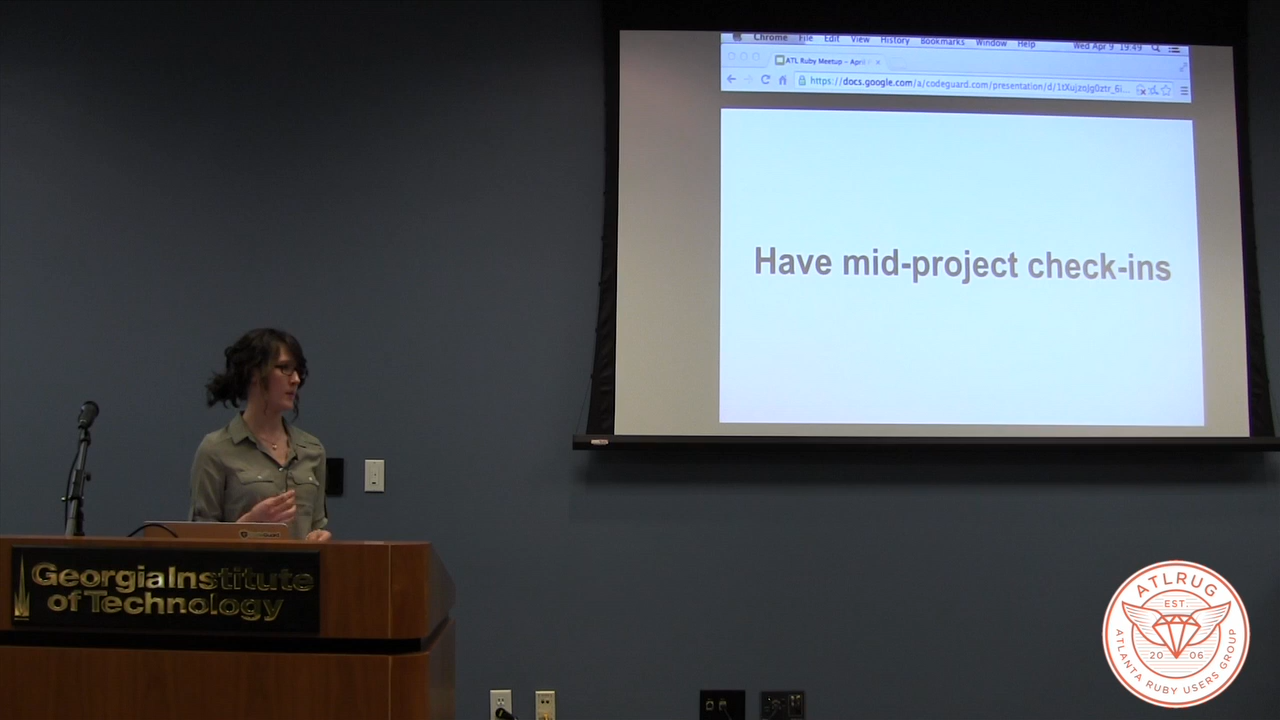 Chrome File Edit View History Bookmarks Window Help Wed Apr 9 19:49
ATL Ruby Meetup - April
https://docs.google.com/a/codeguard.com/presentation/d/
Have mid-project check-ins
Georgia Institute
of Technology
ATLRUG
EST.
20 06
ATLANTA RUBY USERS GROUP